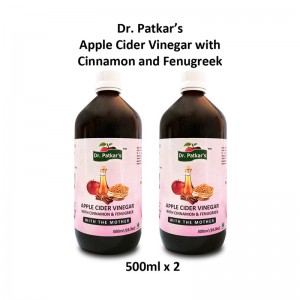 Dr. Patkar's
Apple Cider Vinegar with
Cinnamon and Fenugreek
Dr. Patkar's
APPLE CIDER VINEGAR
WITH CINNAMON & FENUGREEK
WITH THE MOTHER
Dr. Patkar's
APPLE CIDER VINEGAR
WITH CINNAMON & FENUGREEK
WITH THE MOTHER
500ml x 2